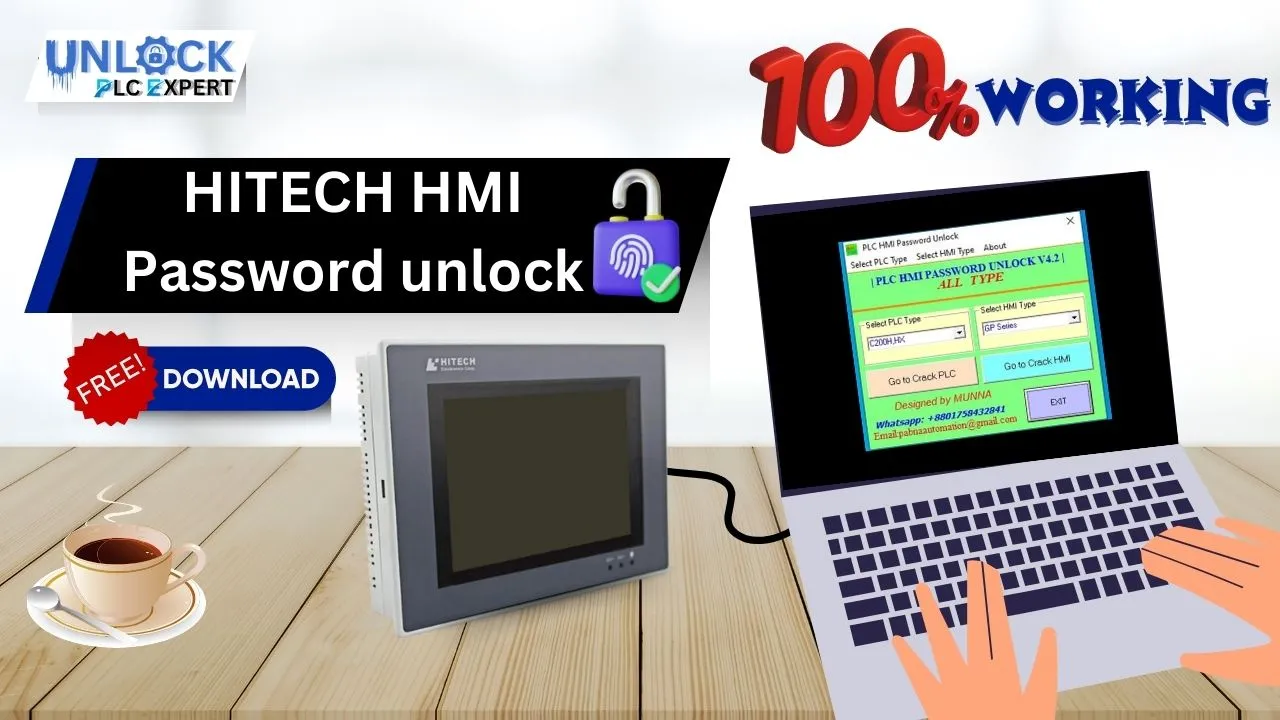 UNLOCK
PLC EXPERT
100% WORKING
HITECH HMI
Password unlock
FREE!
DOWNLOAD
HITECH
Electronics Corp.
PLC HMI Password Unlock
Select PLC Type Select HMI Type About
| PLC HMI PASSWORD UNLOCK V4.2 |
ALL TYPE
Select PLC Type
C200H,HX
Select HMI Type
GP Series
Go to Crack PLC
Go to Crack HMI
Designed by MUNNA
Whatsapp: +8801758432841
Email:pabnaautomation@gmail.com
EXIT